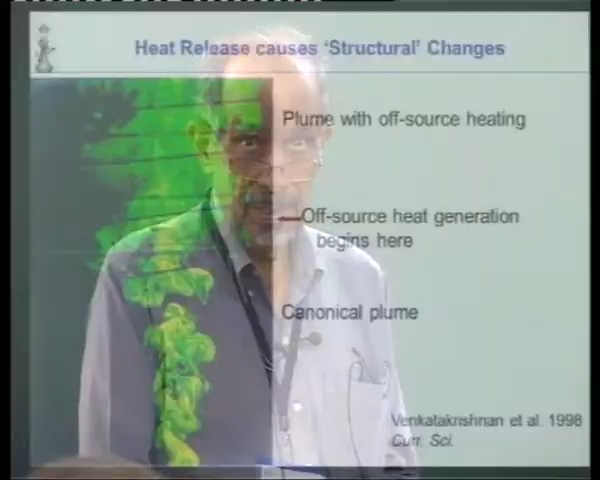 Heat Release causes 'Structural' Changes
Plume with off-source heating
Off-source heat generation
begins here
Canonical plume
Venkatakrishnan et al. 1998
Curr. Sci.